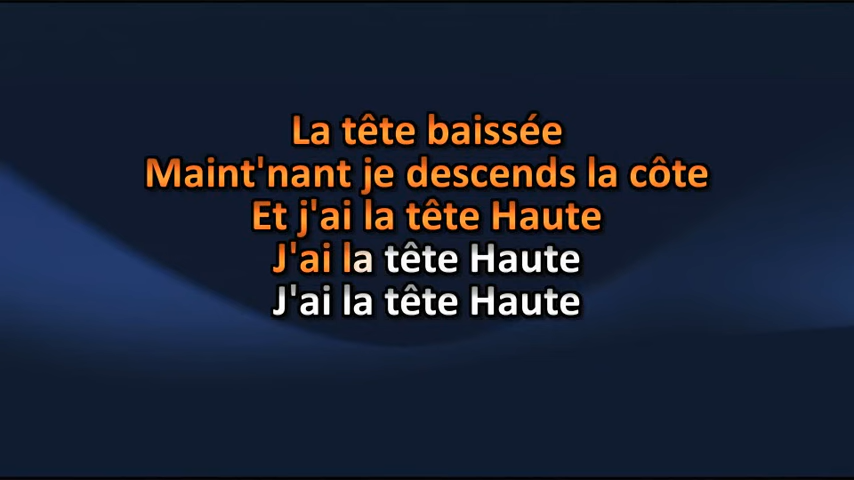 La tête baissée
Maint'nant je descends la côte
Et j'ai la tête Haute
J'ai la tête Haute
J'ai la tête Haute